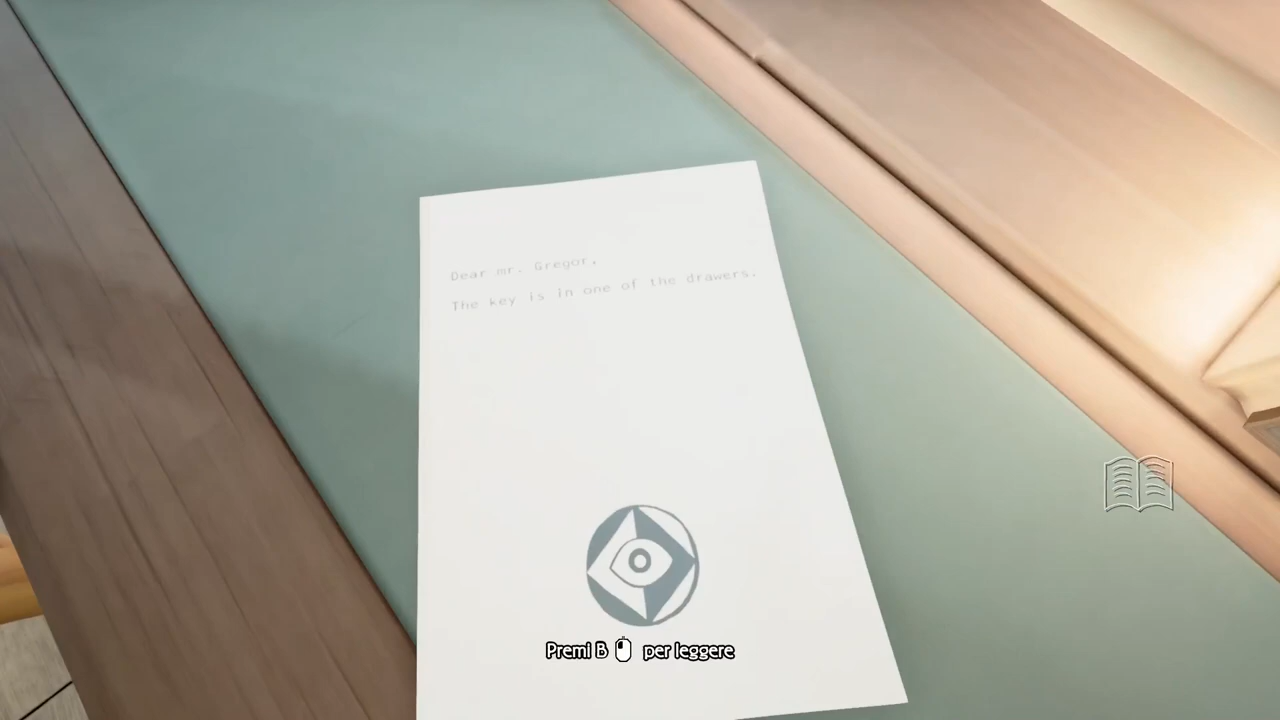 Dear mr. Gregor,
The key is in one of the drawers.
Premi B per leggere